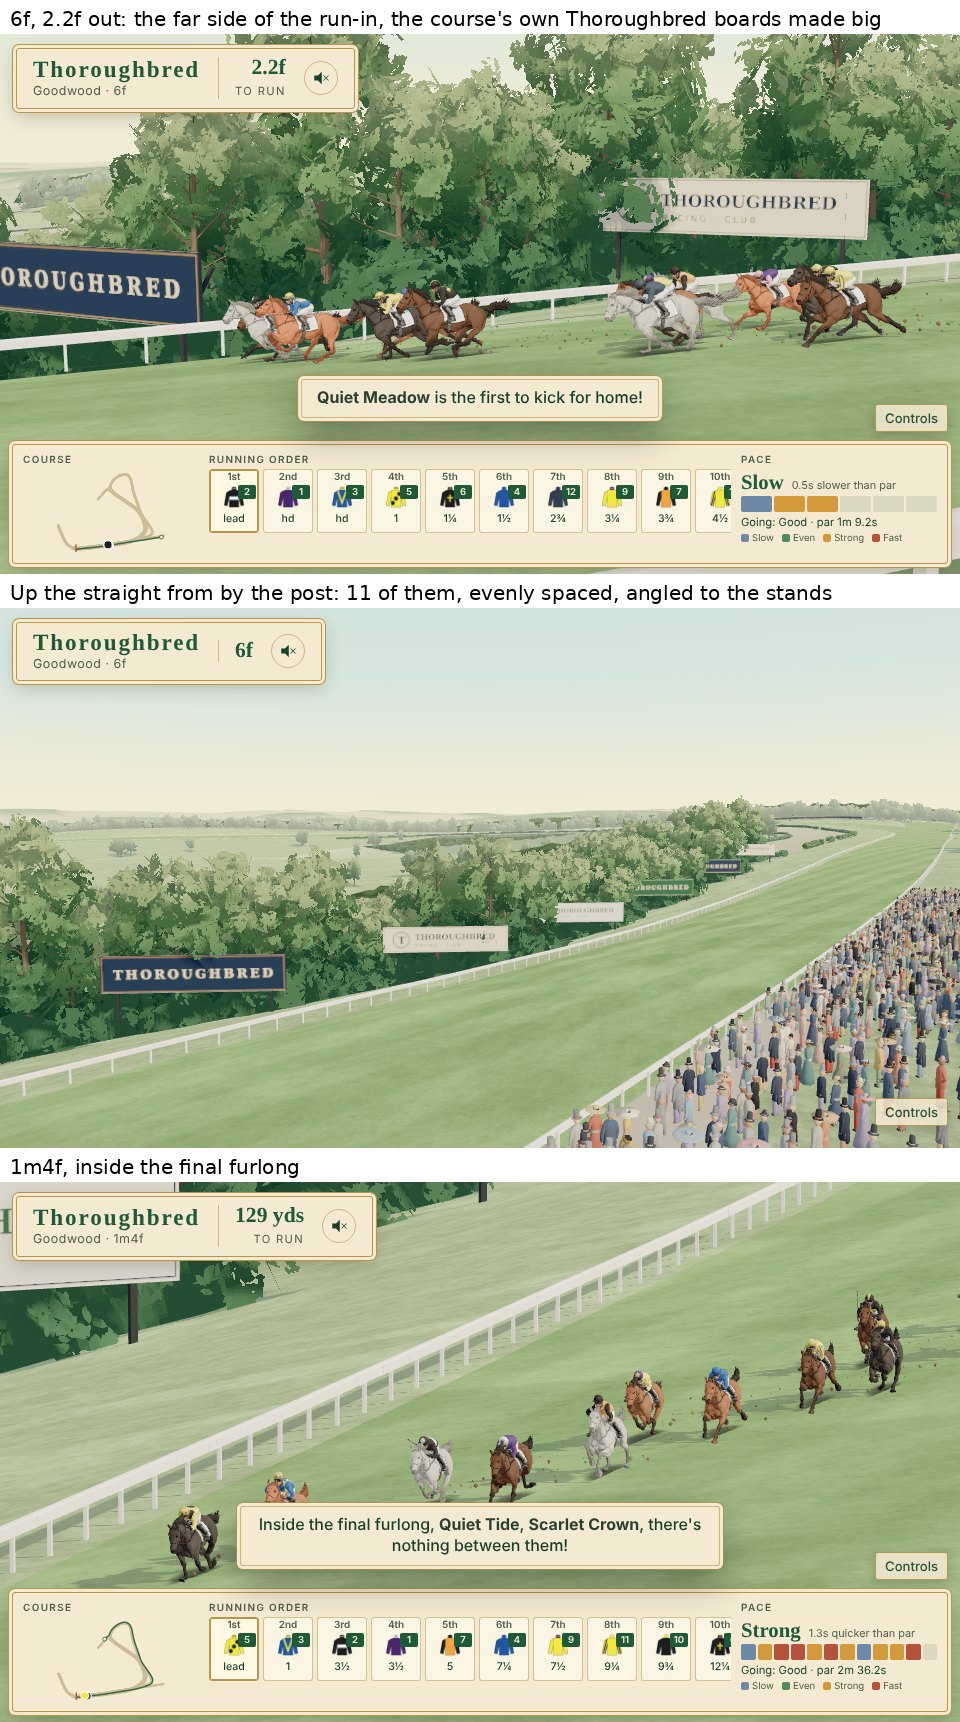 6f, 2.2f out: the far side of the run-in, the course's own Thoroughbred boards made big
Thoroughbred
Goodwood · 6f
2.2f
TO RUN
THOROUGHBRED
CLUB
OROUGHBRED
Quiet Meadow is the first to kick for home!
Controls
COURSE
RUNNING ORDER
1st 2nd 3rd 4th 5th 6th 7th 8th 9th 10th
2 1 3 5 6 4 12 9 7
lead hd hd 1 1¼ 1½ 2¾ 3¼ 3¾ 4½
PACE
Slow 0.5s slower than par
Going: Good · par 1m 9.2s
Slow Even Strong Fast
Up the straight from by the post: 11 of them, evenly spaced, angled to the stands
Thoroughbred
Goodwood · 6f
6f
OUGHBRED
ROUGHBRED
HOROUGHBRED
THOROUGHBRED
THOROUGHBRED
Controls
1m4f, inside the final furlong
Thoroughbred
Goodwood · 1m4f
129 yds
TO RUN
H
Inside the final furlong, Quiet Tide, Scarlet Crown, there's
nothing between them!
Controls
COURSE
RUNNING ORDER
1st 2nd 3rd 4th 5th 6th 7th 8th 9th 10th
5 3 2 1 7 4 9 11 10
lead 1 3½ 3½ 5 7¼ 7½ 9¼ 9¾ 12¼
PACE
Strong 1.3s quicker than par
Going: Good · par 2m 36.2s
Slow Even Strong Fast